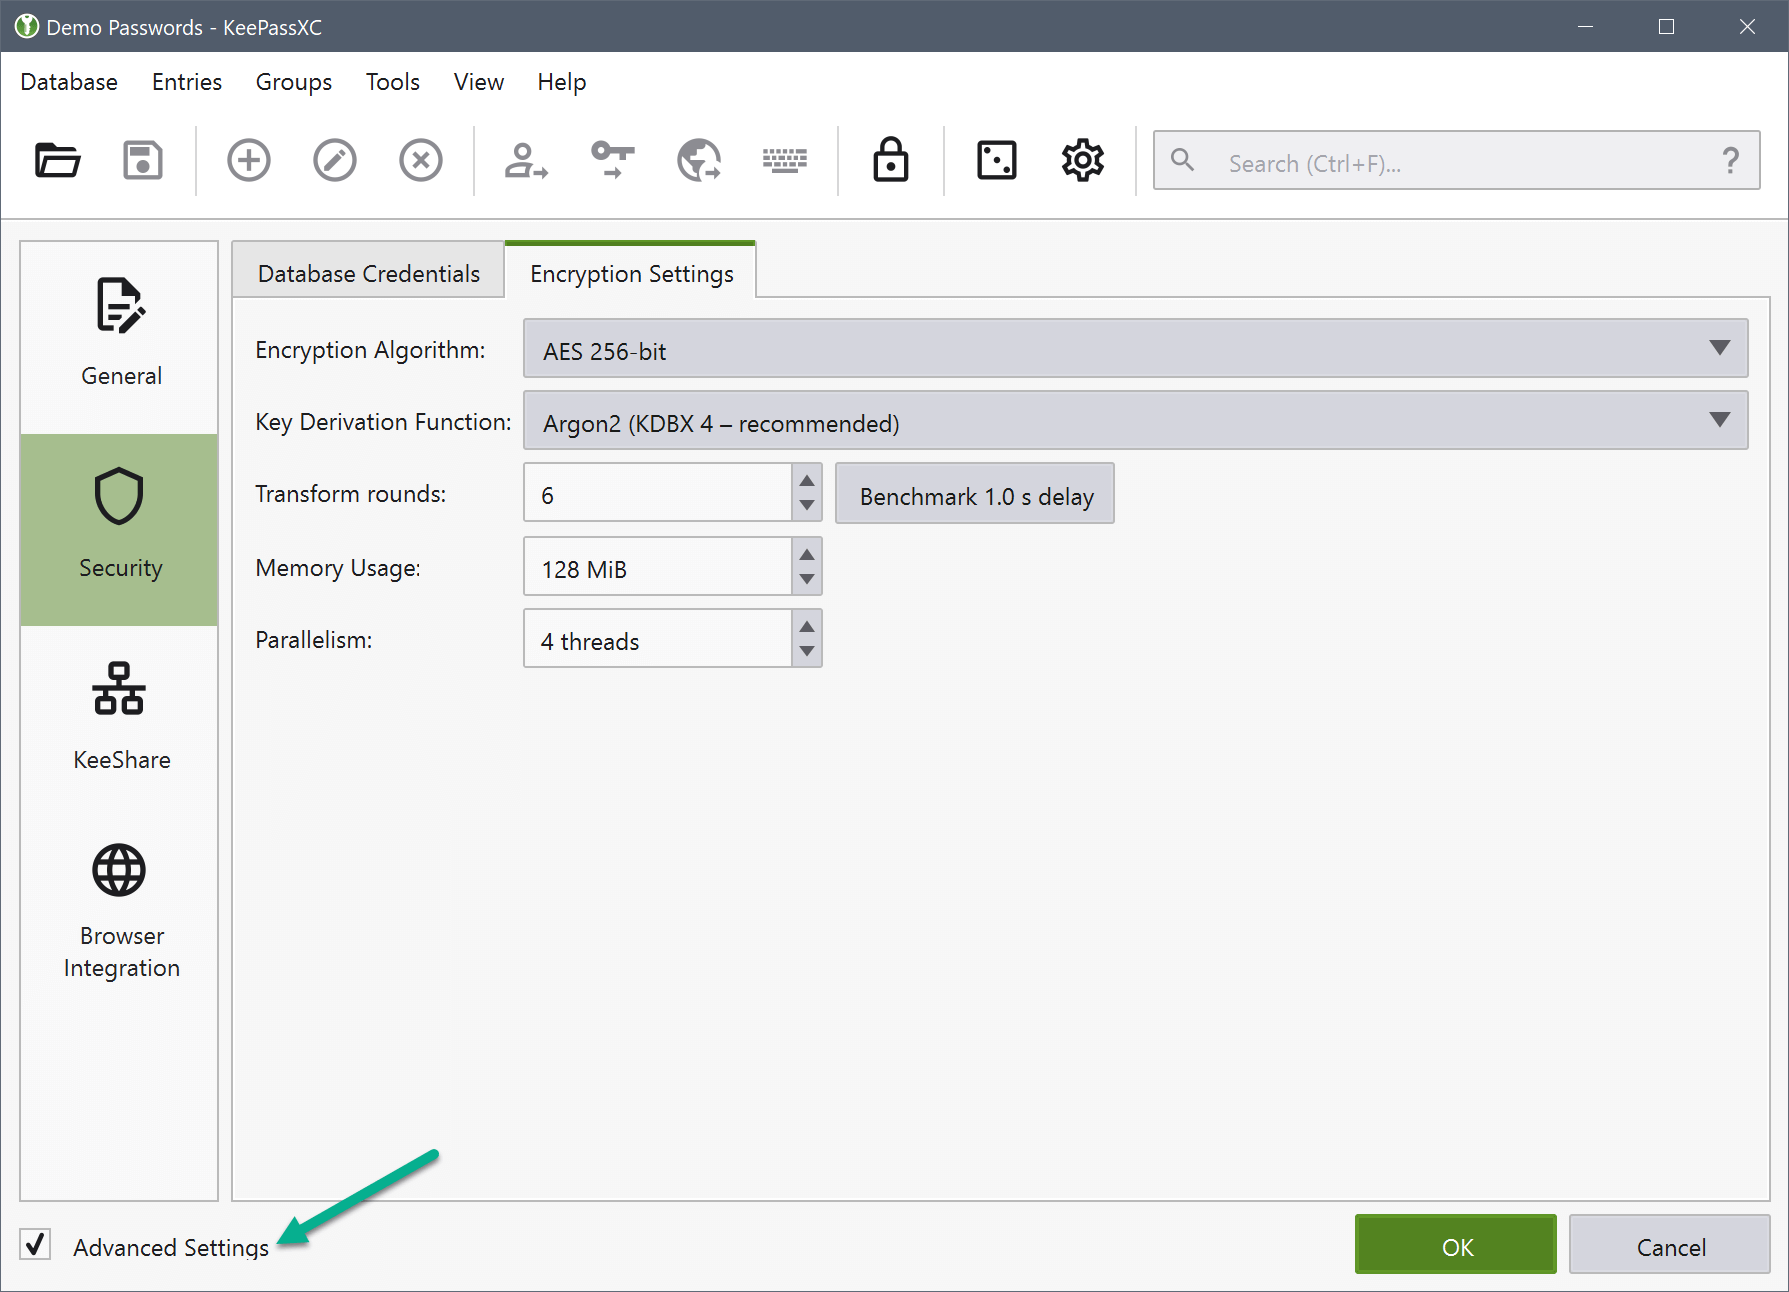 Demo Passwords - KeePassXC
Database Entries Groups Tools View Help
Search (Ctrl+F)... ?
General
Security
KeeShare
Browser
Integration
Database Credentials Encryption Settings
Encryption Algorithm: AES 256-bit
Key Derivation Function: Argon2 (KDBX 4 – recommended)
Transform rounds: 6 Benchmark 1.0 s delay
Memory Usage: 128 MiB
Parallelism: 4 threads
Advanced Settings OK Cancel